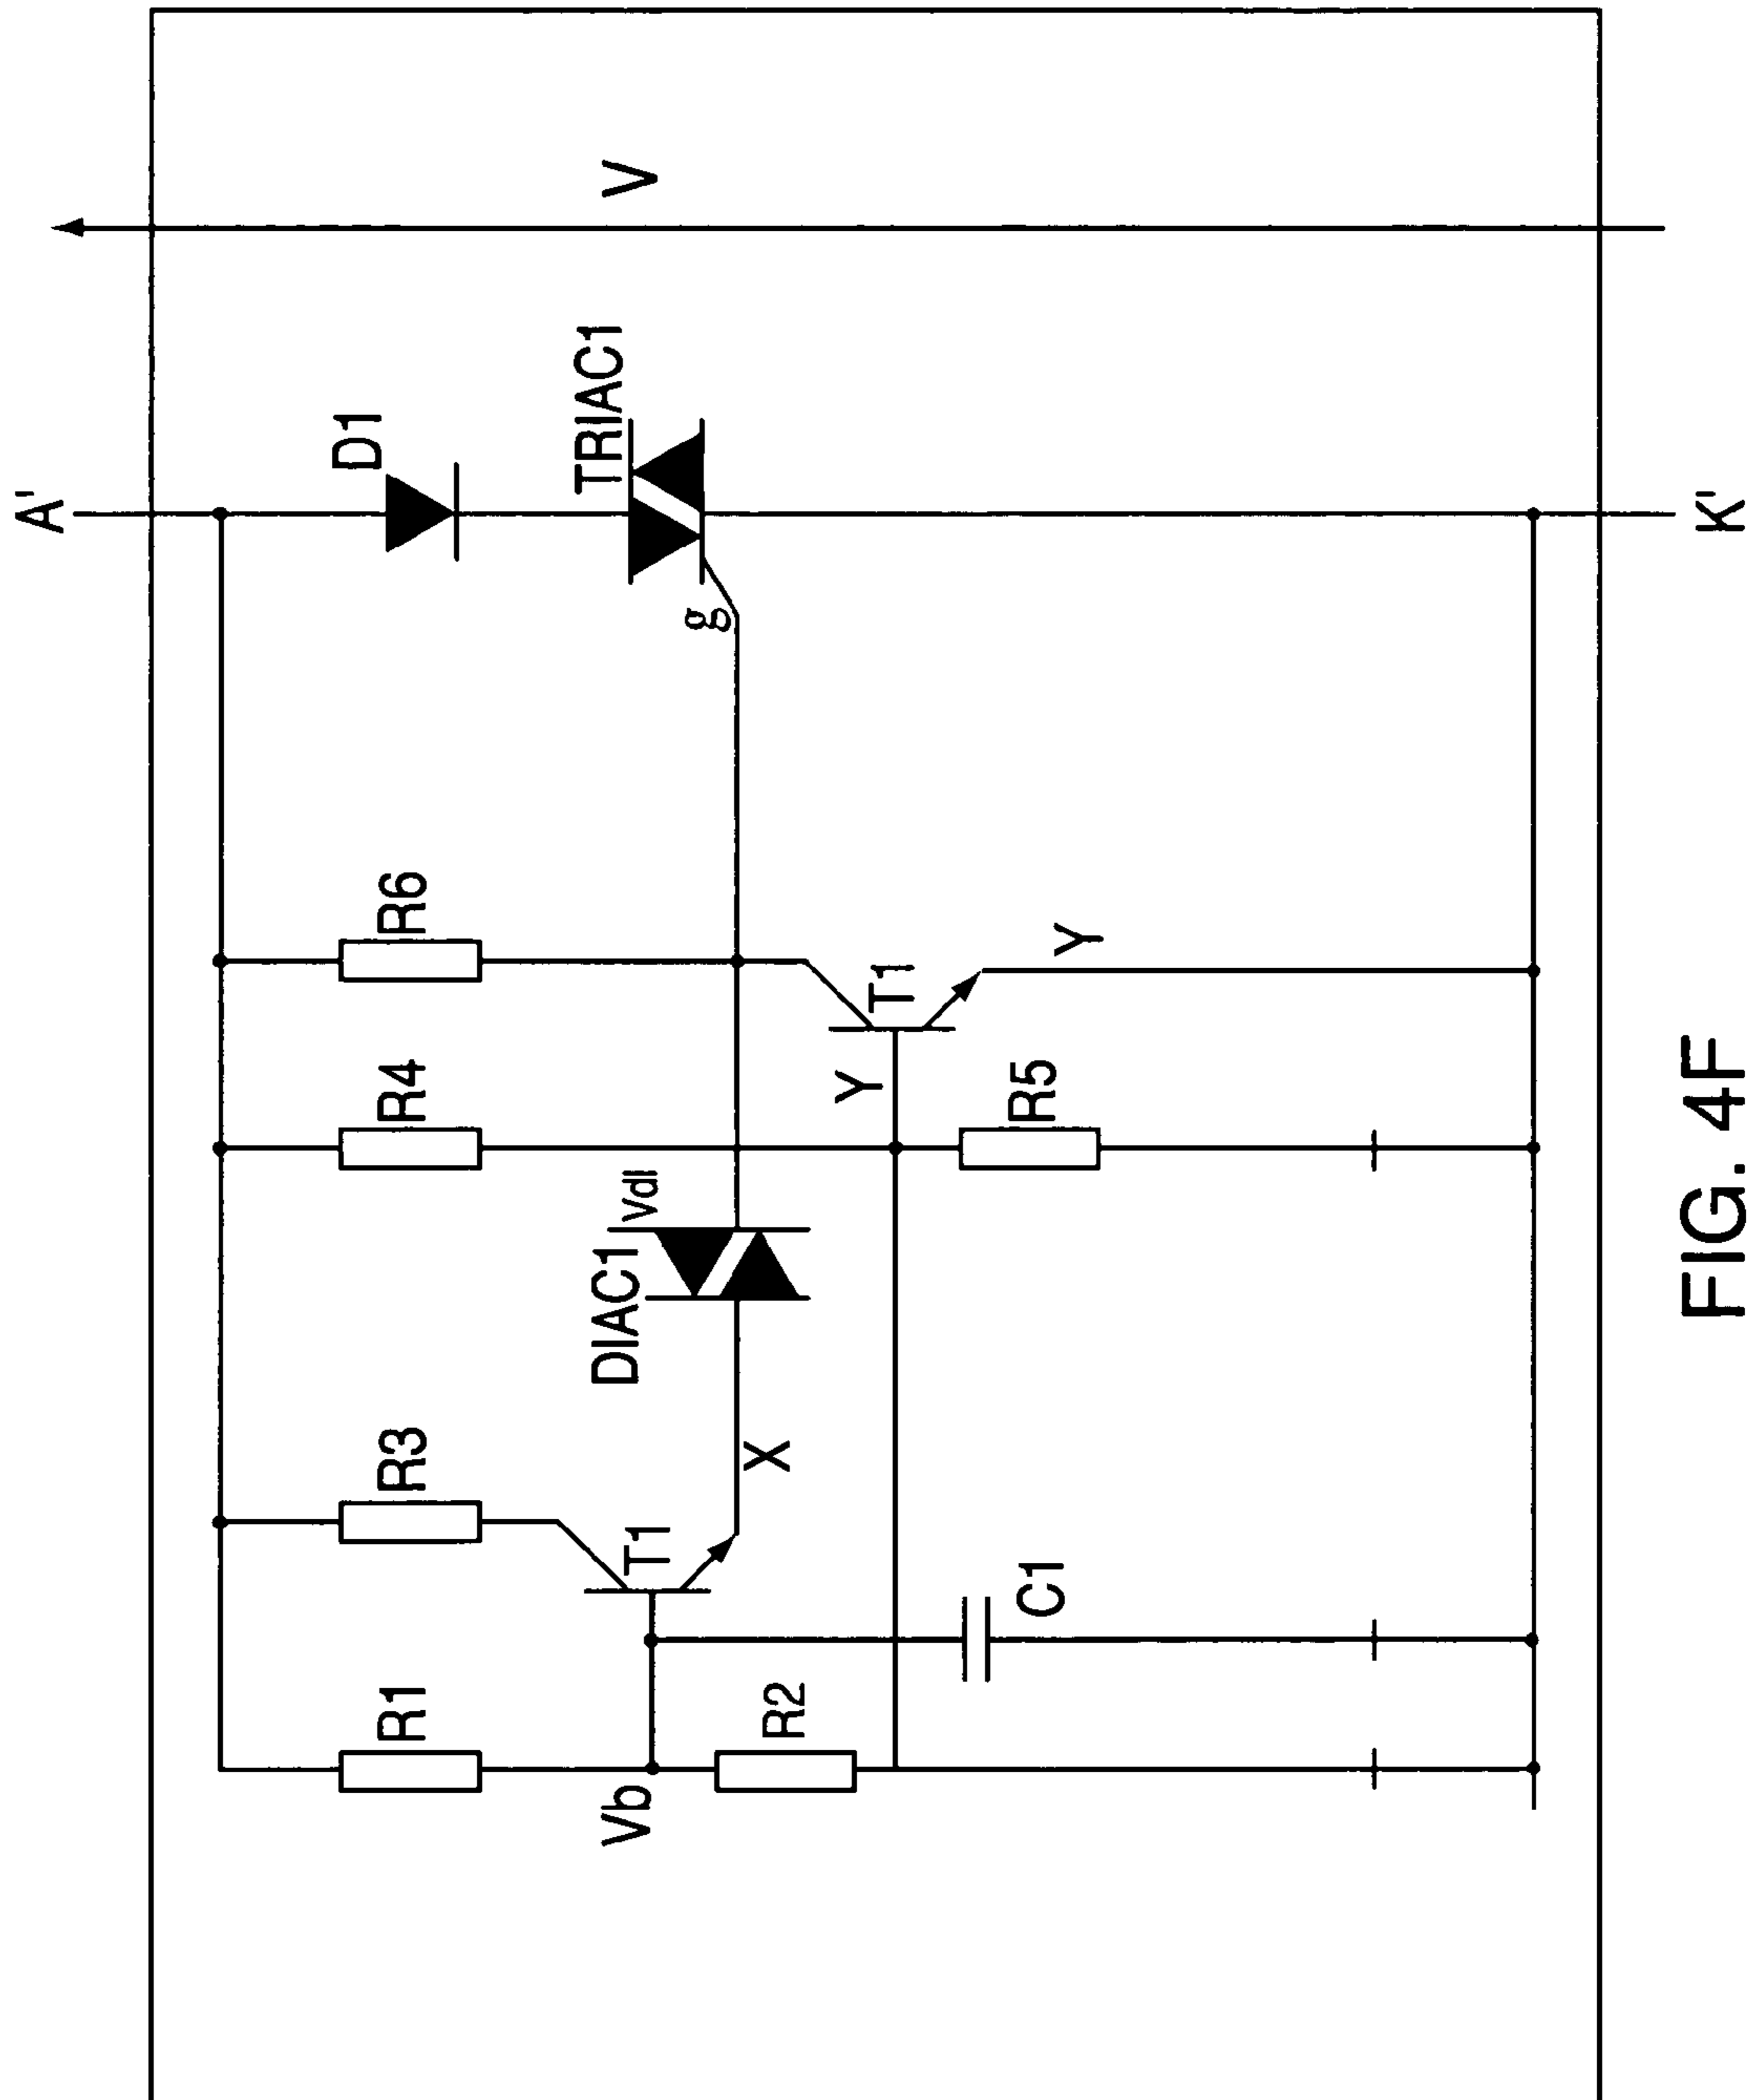 A'
V
D1
TRIAC1
g
R6
R4
R3
R1
DIAC1
Vdl
T1
Y
Y
R5
X
T1
C1
R2
Vb
K'
FIG. 4F